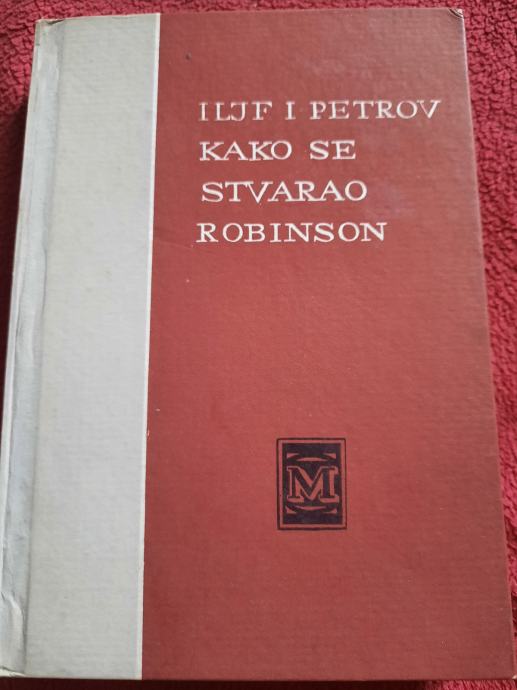 ILJF I PETROV
KAKO SE
STVARAO
ROBINSON
M